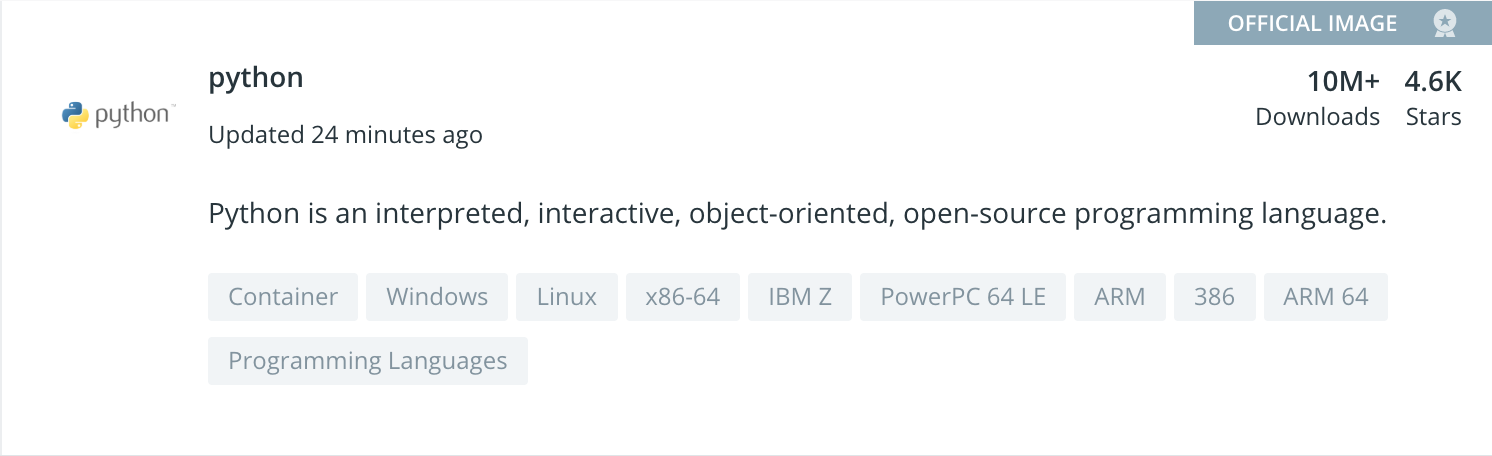 OFFICIAL IMAGE
python
10M+ 4.6K
python™
Updated 24 minutes ago
Downloads Stars
Python is an interpreted, interactive, object-oriented, open-source programming language.
Container Windows Linux x86-64 IBM Z PowerPC 64 LE ARM 386 ARM 64
Programming Languages